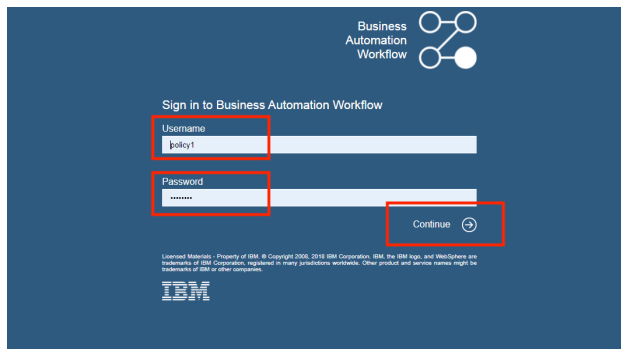 Business
Automation
Workflow
Sign in to Business Automation Workflow
Username
policy1
Password
••••••••
Continue
Licensed Materials - Property of IBM. © Copyright 2008, 2018 IBM Corporation. IBM, the IBM logo, and WebSphere are
trademarks of IBM Corporation, registered in many jurisdictions worldwide. Other product and service names might be
trademarks of IBM or other companies.
IBM